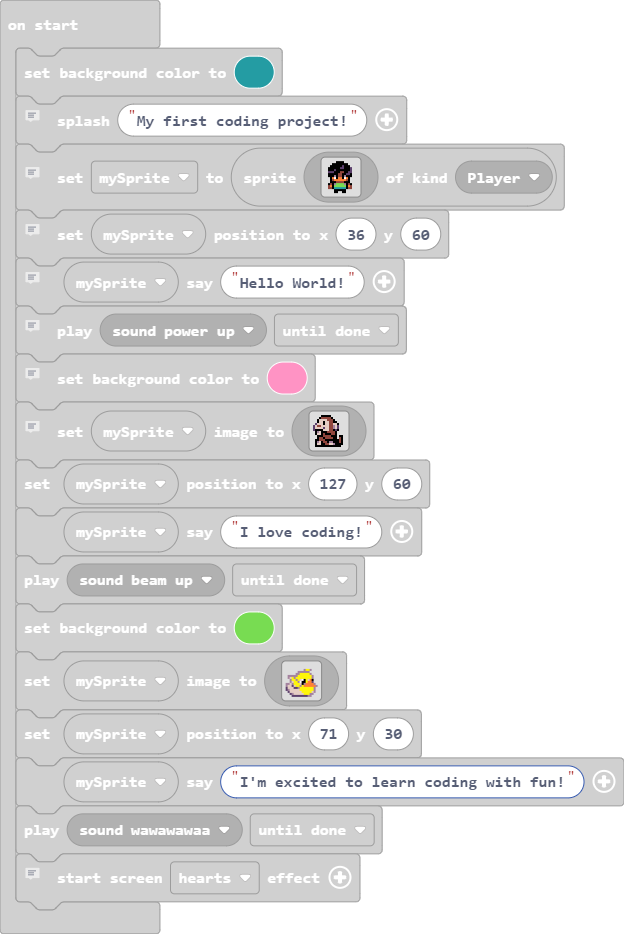 on start
set background color to
splash "My first coding project!"
set mySprite to sprite of kind Player
set mySprite position to x 36 y 60
mySprite say "Hello World!"
play sound power up until done
set background color to
set mySprite image to
set mySprite position to x 127 y 60
mySprite say "I love coding!"
play sound beam up until done
set background color to
set mySprite image to
set mySprite position to x 71 y 30
mySprite say "I'm excited to learn coding with fun!"
play sound wawawawaa until done
start screen hearts effect